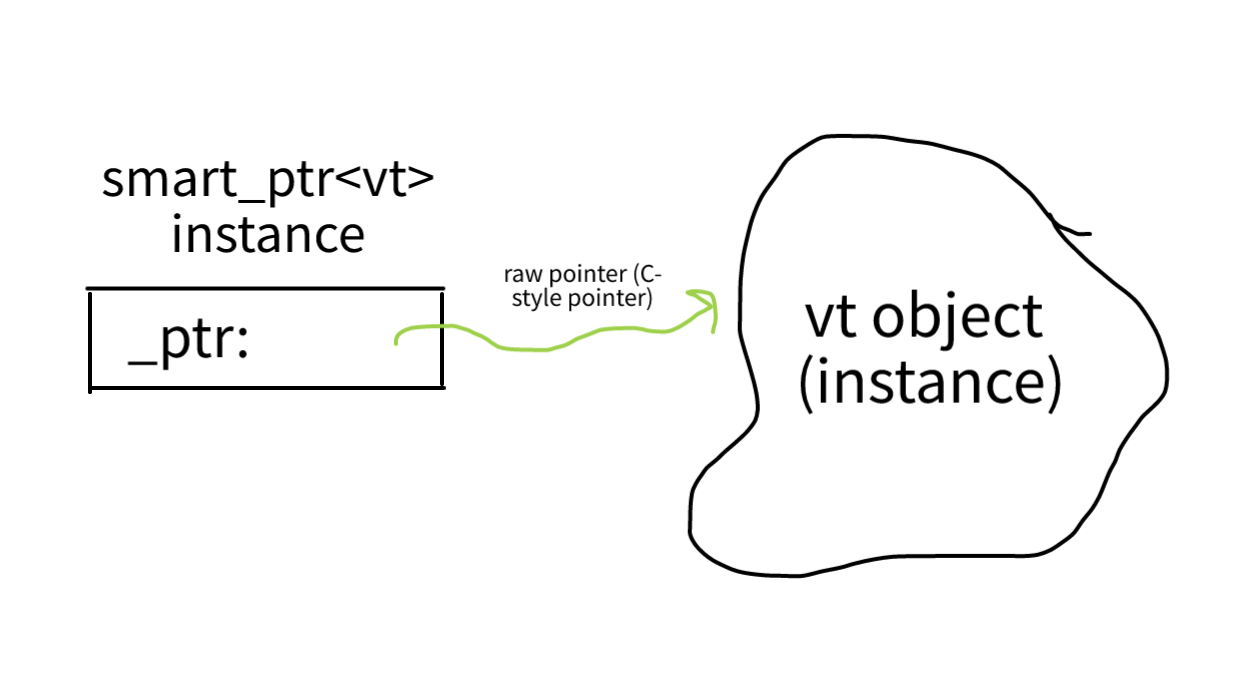 smart_ptr<vt>
instance
_ptr:
raw pointer (C-
style pointer)
vt object
(instance)